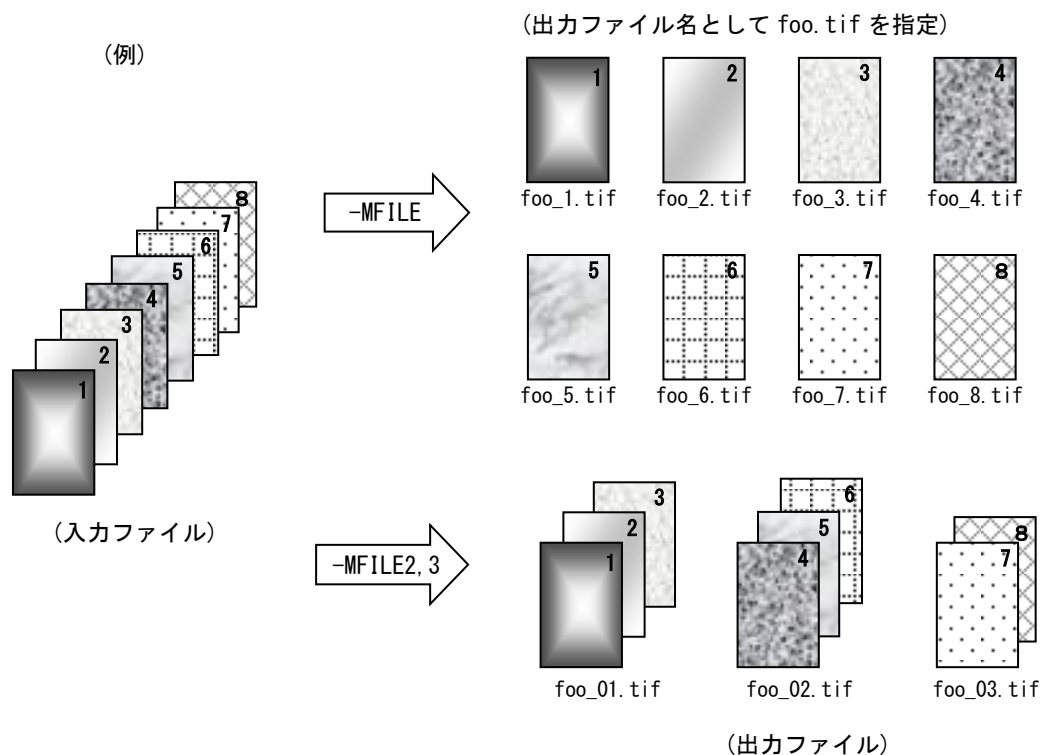 (出力ファイル名として foo.tif を指定)
(例)
1
2
3
4
foo_1.tif
foo_2.tif
foo_3.tif
foo_4.tif
8
7
6
5
4
3
2
1
-MFILE
5
6
7
8
foo_5.tif
foo_6.tif
foo_7.tif
foo_8.tif
(入力ファイル)
-MFILE2,3
3
2
1
6
5
4
8
7
foo_01.tif
foo_02.tif
foo_03.tif
(出力ファイル)